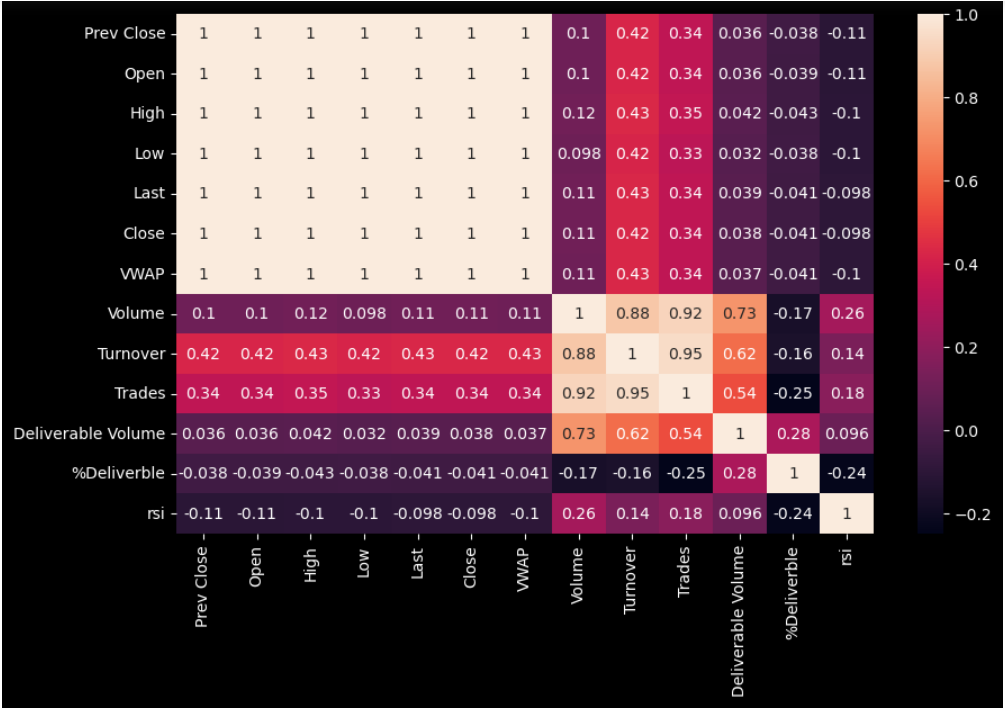 Prev Close 1 1 1 1 1 1 1 0.1 0.42 0.34 0.036 -0.038 -0.11
Open 1 1 1 1 1 1 1 0.1 0.42 0.34 0.036 -0.039 -0.11
High 1 1 1 1 1 1 1 0.12 0.43 0.35 0.042 -0.043 -0.1
Low 1 1 1 1 1 1 1 0.098 0.42 0.33 0.032 -0.038 -0.1
Last 1 1 1 1 1 1 1 0.11 0.43 0.34 0.039 -0.041 -0.098
Close 1 1 1 1 1 1 1 0.11 0.42 0.34 0.038 -0.041 -0.098
VWAP 1 1 1 1 1 1 1 0.11 0.43 0.34 0.037 -0.041 -0.1
Volume 0.1 0.1 0.12 0.098 0.11 0.11 0.11 1 0.88 0.92 0.73 -0.17 0.26
Turnover 0.42 0.42 0.43 0.42 0.43 0.42 0.43 0.88 1 0.95 0.62 -0.16 0.14
Trades 0.34 0.34 0.35 0.33 0.34 0.34 0.34 0.92 0.95 1 0.54 -0.25 0.18
Deliverable Volume 0.036 0.036 0.042 0.032 0.039 0.038 0.037 0.73 0.62 0.54 1 0.28 0.096
%Deliverble -0.038 -0.039 -0.043 -0.038 -0.041 -0.041 -0.041 -0.17 -0.16 -0.25 0.28 1 -0.24
rsi -0.11 -0.11 -0.1 -0.1 -0.098 -0.098 -0.1 0.26 0.14 0.18 0.096 -0.24 1
Prev Close
Open
High
Low
Last
Close
VWAP
Volume
Turnover
Trades
Deliverable Volume
%Deliverble
rsi
1.0
0.8
0.6
0.4
0.2
0.0
−0.2